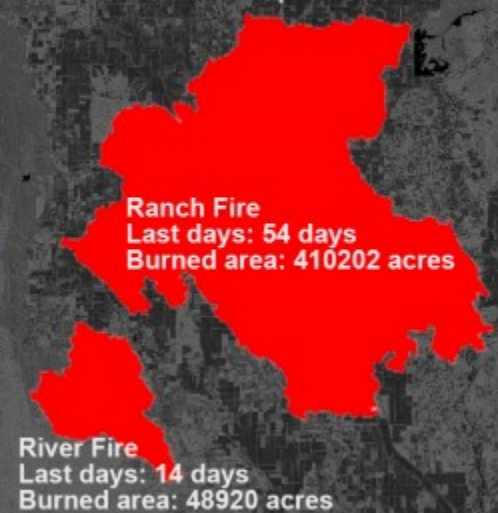 Ranch Fire
Last days: 54 days
Burned area: 410202 acres
River Fire
Last days: 14 days
Burned area: 48920 acres